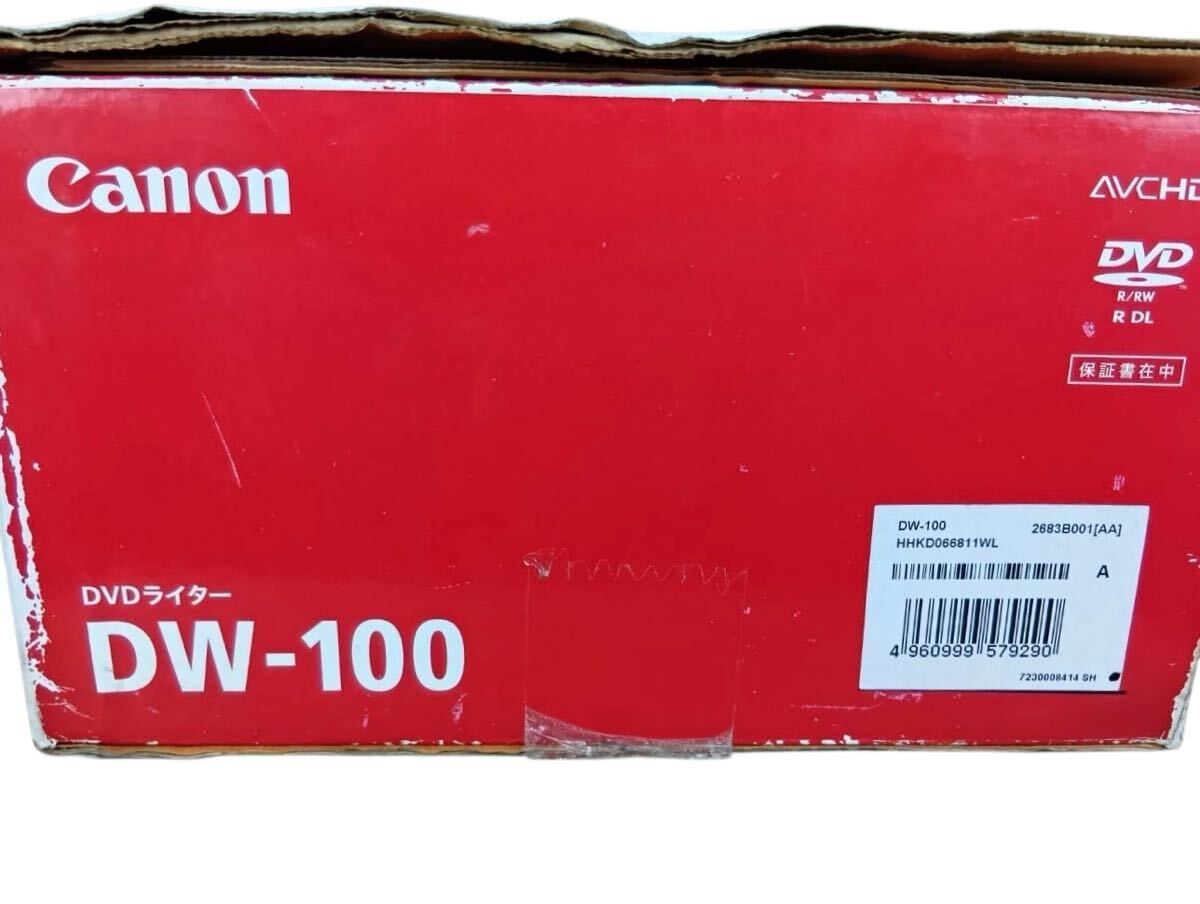 Canon
AVCHD
DVD
TM
R/RW
R DL
保証書在中
DVDライター
DW-100
DW-100 2683B001[AA]
HHKD066811WL
A
4 960999 579290
7230008414 SH